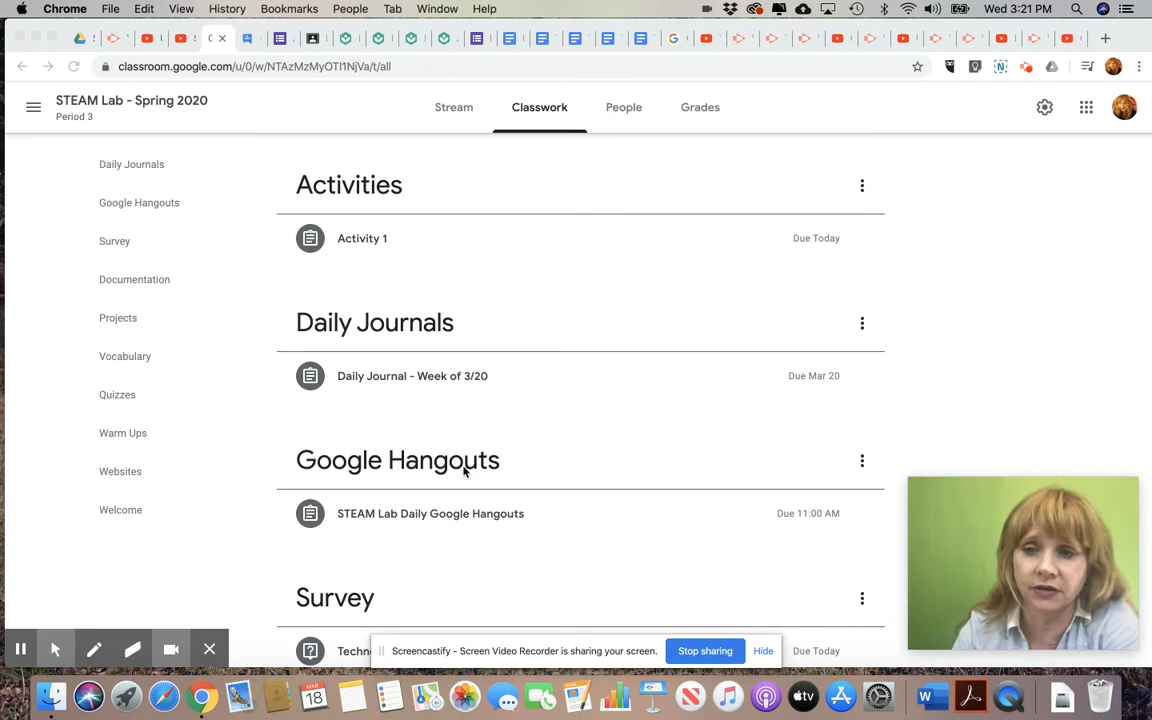 Chrome File Edit View History Bookmarks People Tab Window Help Wed 3:21 PM
classroom.google.com/u/0/w/NTAzMzMyOTI1NjVa/t/all
STEAM Lab - Spring 2020
Period 3
Stream Classwork People Grades
Daily Journals
Google Hangouts
Survey
Documentation
Projects
Vocabulary
Quizzes
Warm Ups
Websites
Welcome
Activities
Activity 1 Due Today
Daily Journals
Daily Journal - Week of 3/20 Due Mar 20
Google Hangouts
STEAM Lab Daily Google Hangouts Due 11:00 AM
Survey
Techn Due Today
Screencastify - Screen Video Recorder is sharing your screen. Stop sharing Hide
MAR
18
tv